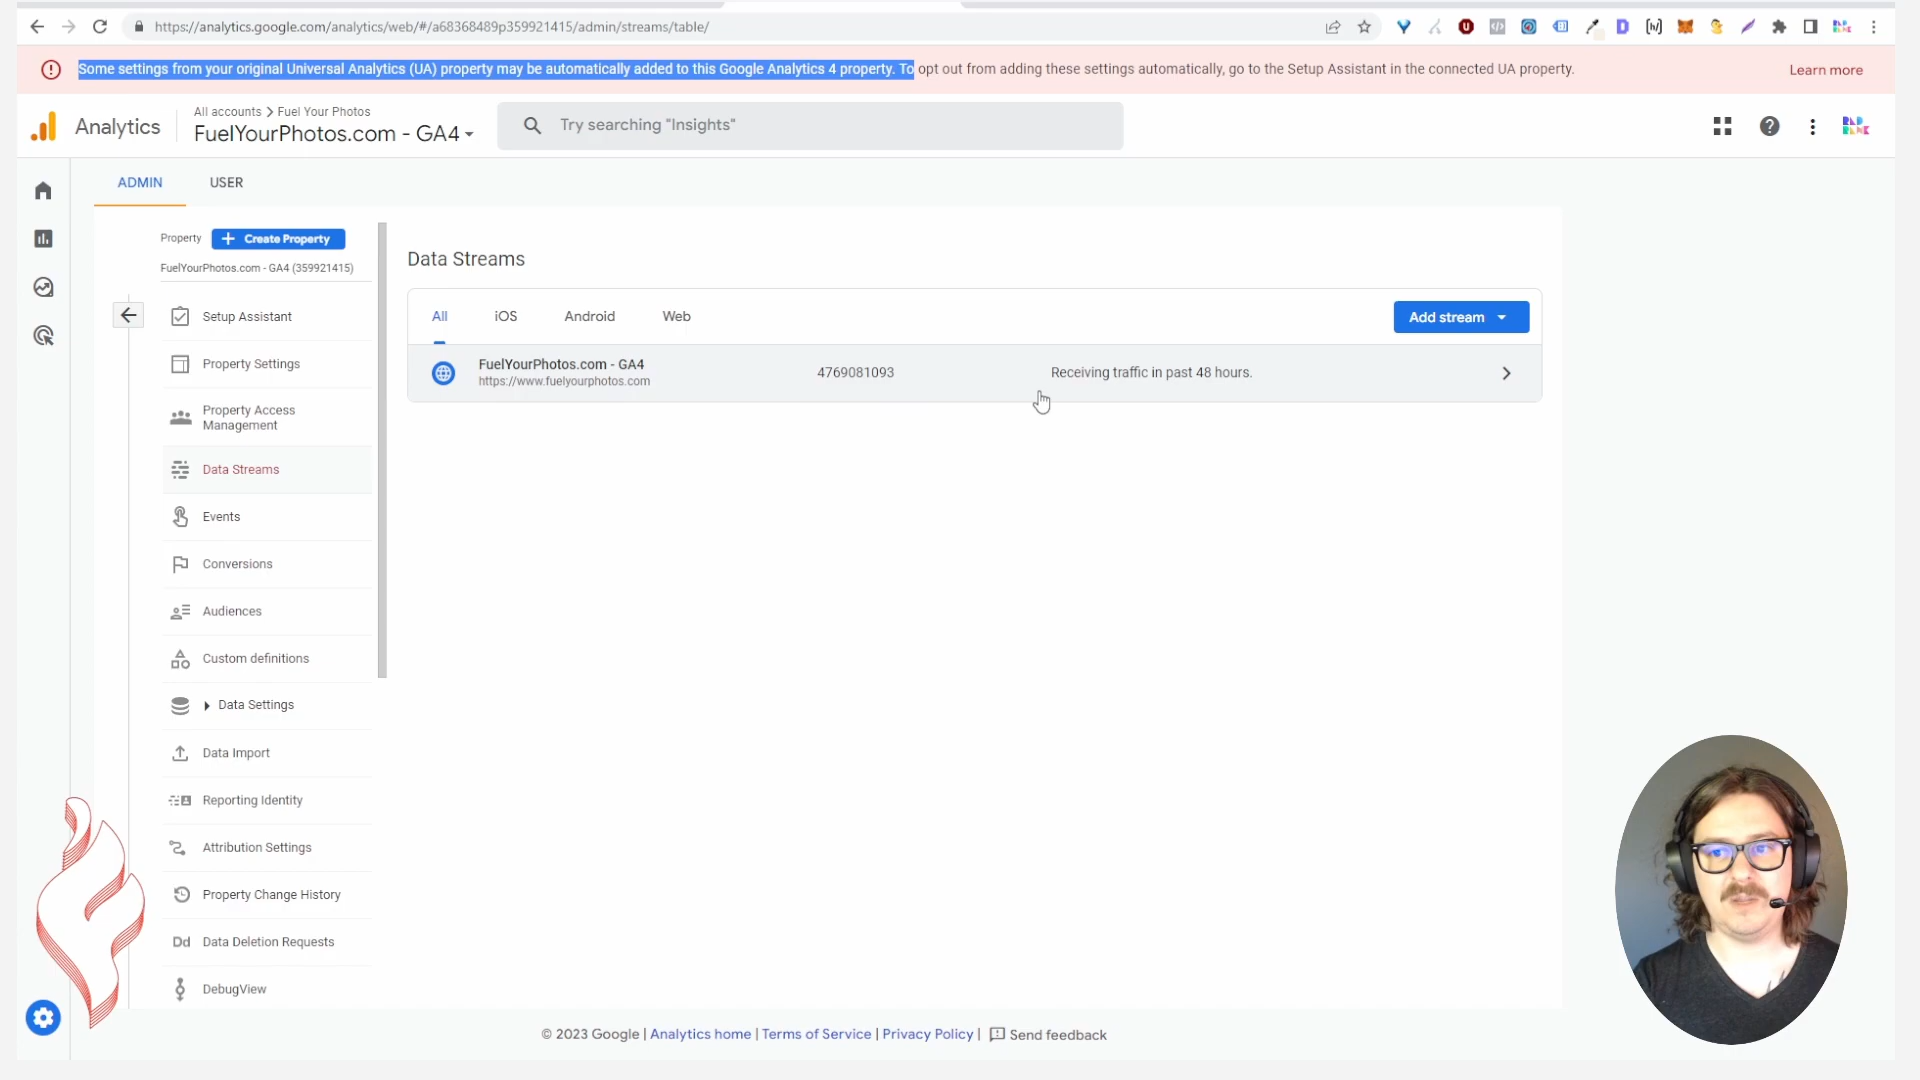 https://analytics.google.com/analytics/web/#/a68368489p359921415/admin/streams/table/
Some settings from your original Universal Analytics (UA) property may be automatically added to this Google Analytics 4 property. To opt out from adding these settings automatically, go to the Setup Assistant in the connected UA property.
Learn more
Analytics
All accounts > Fuel Your Photos
FuelYourPhotos.com - GA4
Try searching "Insights"
ADMIN
USER
Property
Create Property
FuelYourPhotos.com - GA4 (359921415)
Setup Assistant
Property Settings
Property Access
Management
Data Streams
Events
Conversions
Audiences
Custom definitions
Data Settings
Data Import
Reporting Identity
Attribution Settings
Property Change History
Dd Data Deletion Requests
DebugView
Data Streams
All
iOS
Android
Web
Add stream
FuelYourPhotos.com - GA4
https://www.fuelyourphotos.com
4769081093
Receiving traffic in past 48 hours.
© 2023 Google | Analytics home | Terms of Service | Privacy Policy | Send feedback